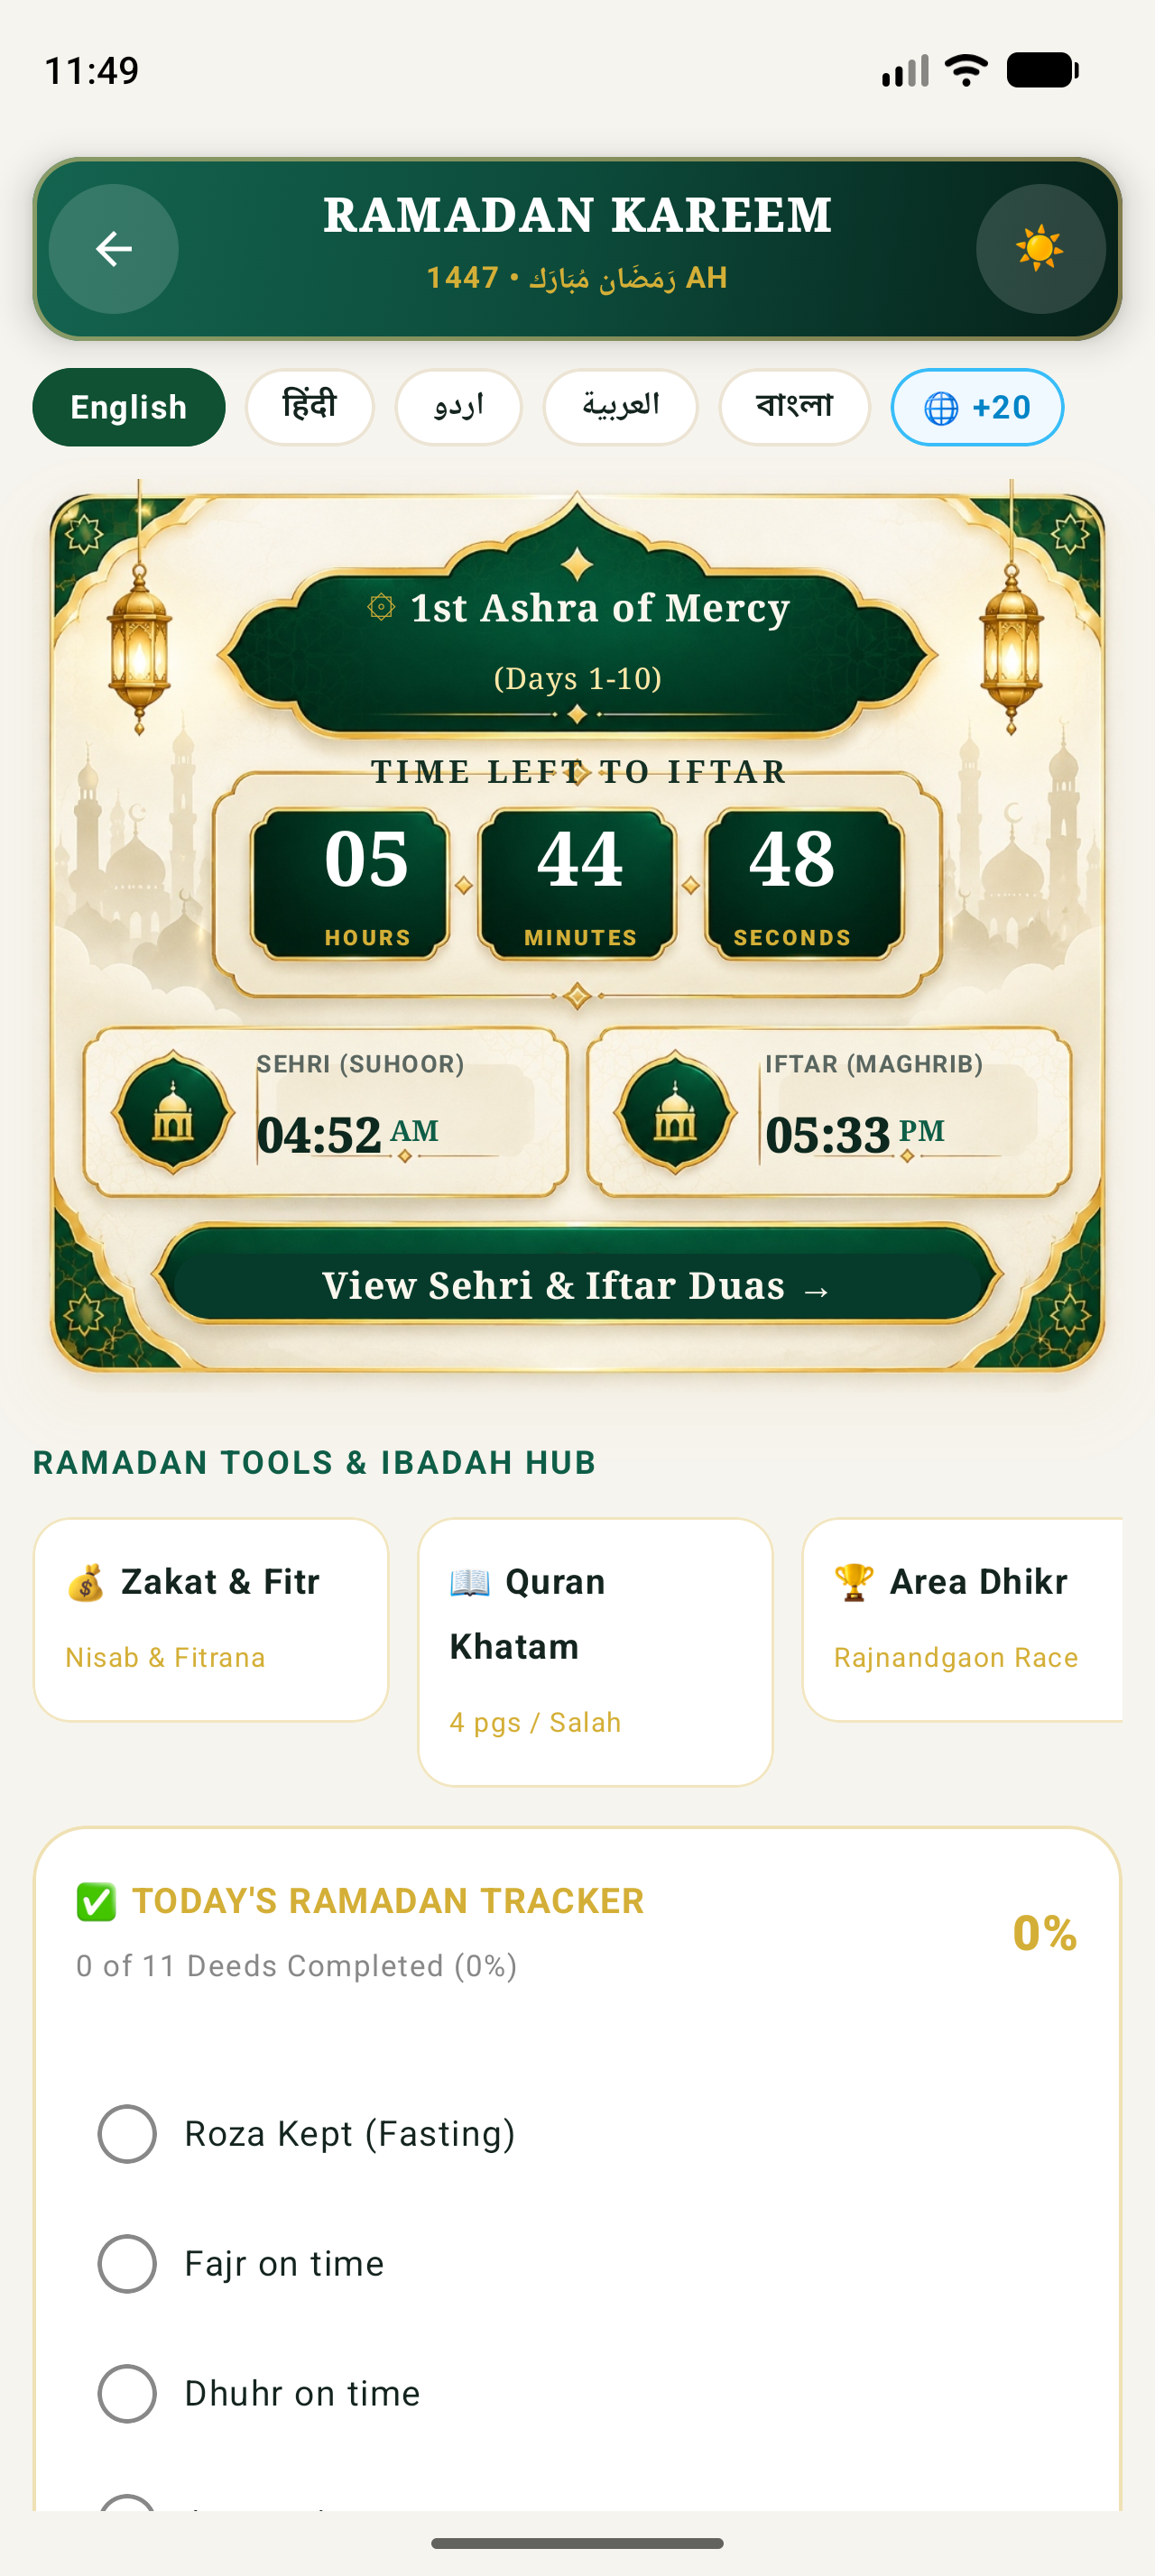 11:49
RAMADAN KAREEM
1447 • رَمَضَان مُبَارَك AH
English
हिंदी
اردو
العربية
বাংলা
+20
1st Ashra of Mercy
(Days 1-10)
TIME LEFT TO IFTAR
05 44 48
HOURS MINUTES SECONDS
SEHRI (SUHOOR)
04:52 AM
IFTAR (MAGHRIB)
05:33 PM
View Sehri & Iftar Duas →
RAMADAN TOOLS & IBADAH HUB
Zakat & Fitr
Nisab & Fitrana
Quran
Khatam
4 pgs / Salah
Area Dhikr
Rajnandgaon Race
TODAY'S RAMADAN TRACKER
0%
0 of 11 Deeds Completed (0%)
Roza Kept (Fasting)
Fajr on time
Dhuhr on time